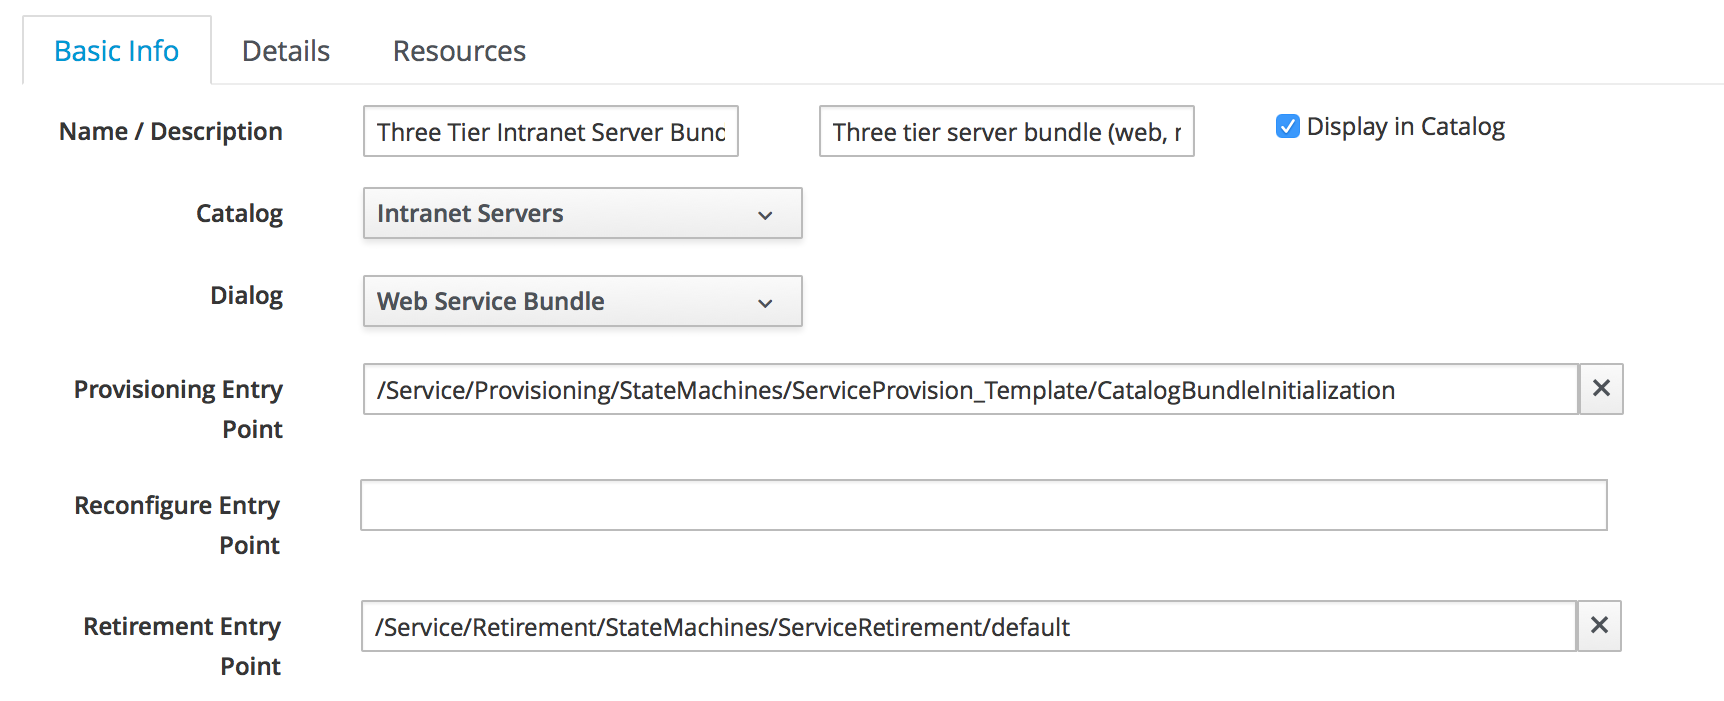 Basic Info Details Resources
Name / Description Three Tier Intranet Server Bund Three tier server bundle (web, Display in Catalog
Catalog Intranet Servers
Dialog Web Service Bundle
Provisioning Entry Point /Service/Provisioning/StateMachines/ServiceProvision_Template/CatalogBundleInitialization
Reconfigure Entry Point
Retirement Entry Point /Service/Retirement/StateMachines/ServiceRetirement/default